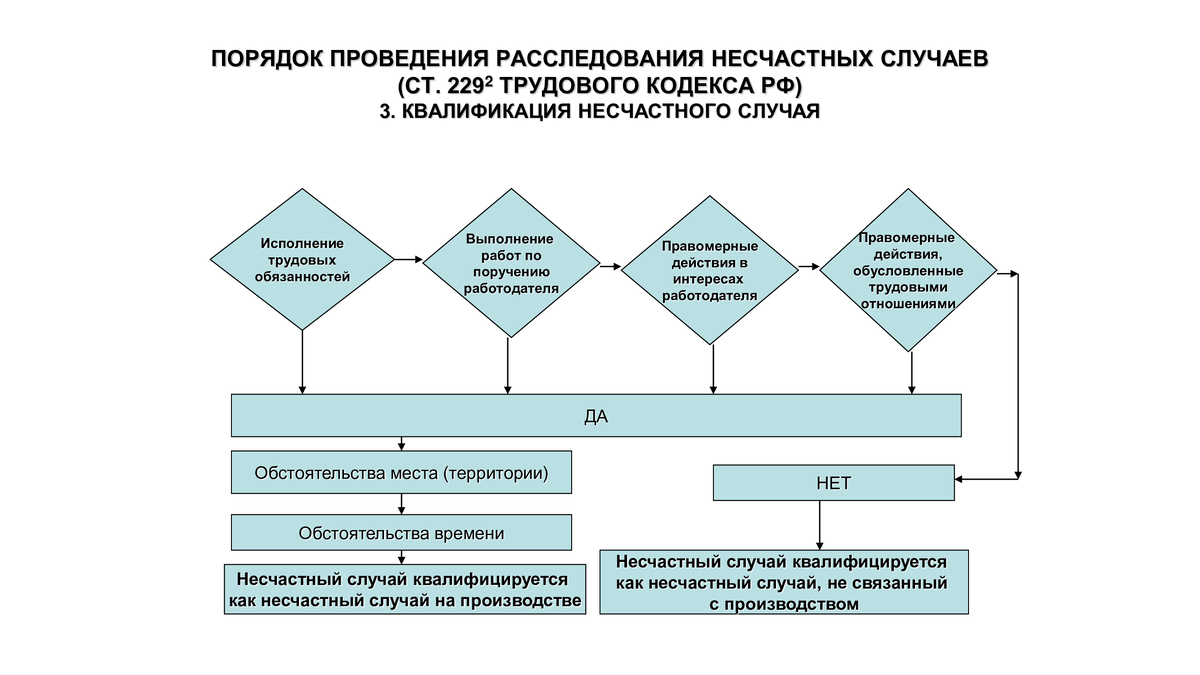 ПОРЯДОК ПРОВЕДЕНИЯ РАССЛЕДОВАНИЯ НЕСЧАСТНЫХ СЛУЧАЕВ
(СТ. 229² ТРУДОВОГО КОДЕКСА РФ)
3. КВАЛИФИКАЦИЯ НЕСЧАСТНОГО СЛУЧАЯ
Исполнение
трудовых
обязанностей
Выполнение
работ по
поручению
работодателя
Правомерные
действия в
интересах
работодателя
Правомерные
действия,
обусловленные
трудовыми
отношениями
ДА
Обстоятельства места (территории)
НЕТ
Обстоятельства времени
Несчастный случай квалифицируется
как несчастный случай на производстве
Несчастный случай квалифицируется
как несчастный случай, не связанный
с производством